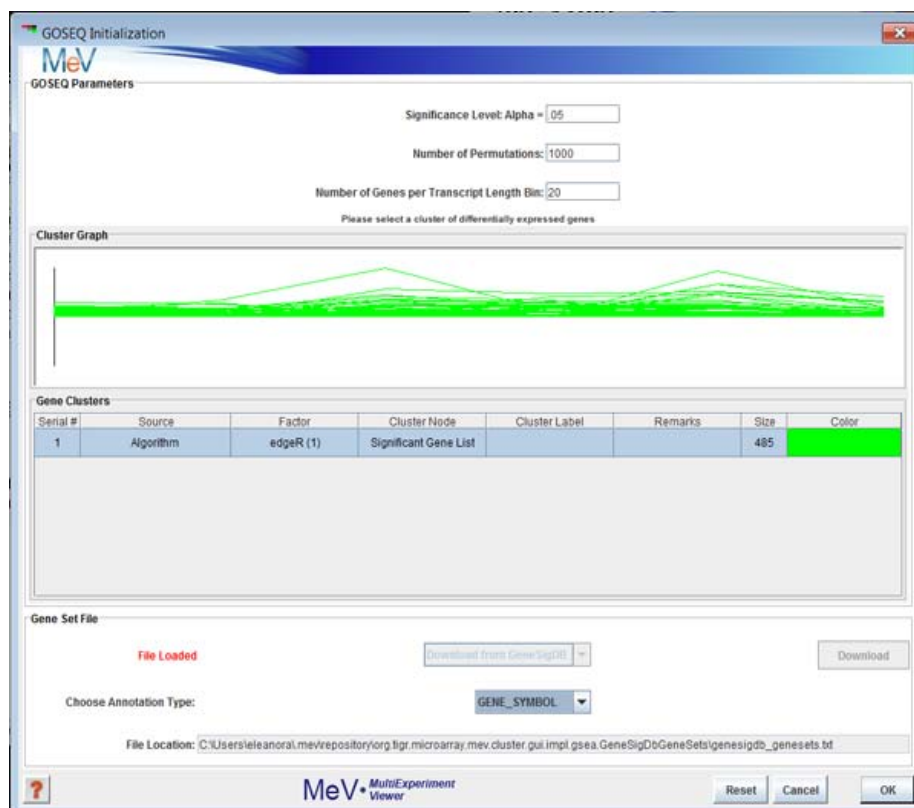 GOSEQ Initialization
MeV
GOSEQ Parameters
Significance Level: Alpha = .05
Number of Permutations: 1000
Number of Genes per Transcript Length Bin: 20
Please select a cluster of differentially expressed genes
Cluster Graph
Gene Clusters
Serial # Source Factor Cluster Node Cluster Label Remarks Size Color
1 Algorithm edgeR (1) Significant Gene List 485
Gene Set File
File Loaded Download from GeneSigDB Download
Choose Annotation Type: GENE_SYMBOL
File Location: C:\Users\eleanora\.mev\repository\org.tigr.microarray.mev.cluster.gui.impl.gsea.GeneSigDbGeneSets\genesigdb_genesets.txt
? MeV MultiExperiment Viewer Reset Cancel OK